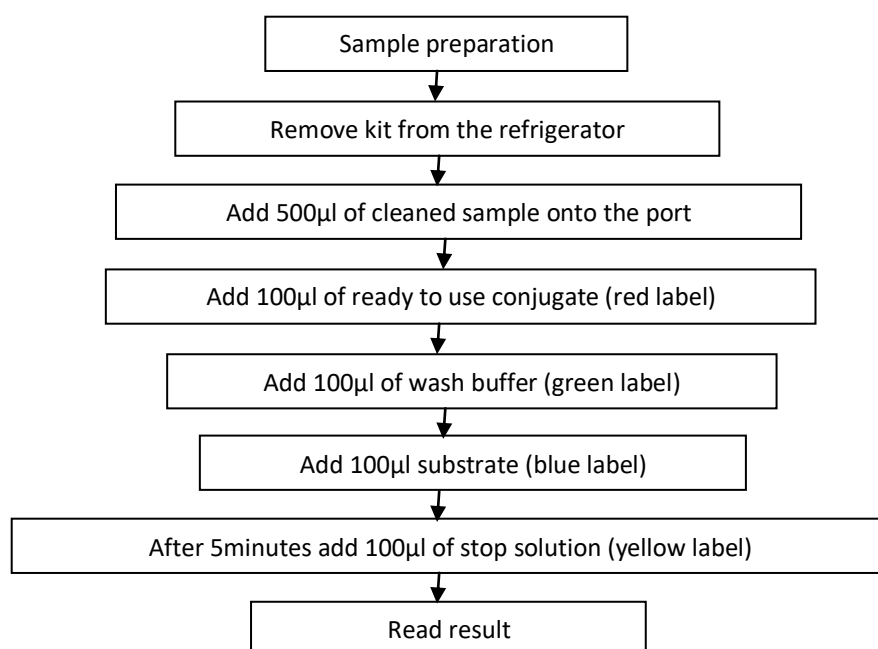 Sample preparation
Remove kit from the refrigerator
Add 500µl of cleaned sample onto the port
Add 100µl of ready to use conjugate (red label)
Add 100µl of wash buffer (green label)
Add 100µl substrate (blue label)
After 5minutes add 100µl of stop solution (yellow label)
Read result